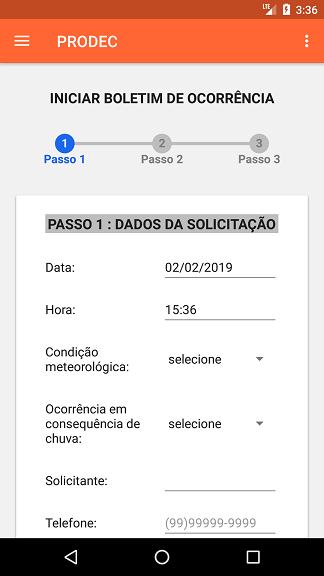 LTE 3:36
PRODEC
INICIAR BOLETIM DE OCORRÊNCIA
1 2 3
Passo 1 Passo 2 Passo 3
PASSO 1 : DADOS DA SOLICITAÇÃO
Data: 02/02/2019
Hora: 15:36
Condição
meteorológica: selecione
Ocorrência em
consequência de selecione
chuva:
Solicitante:
Telefone: (99)99999-9999